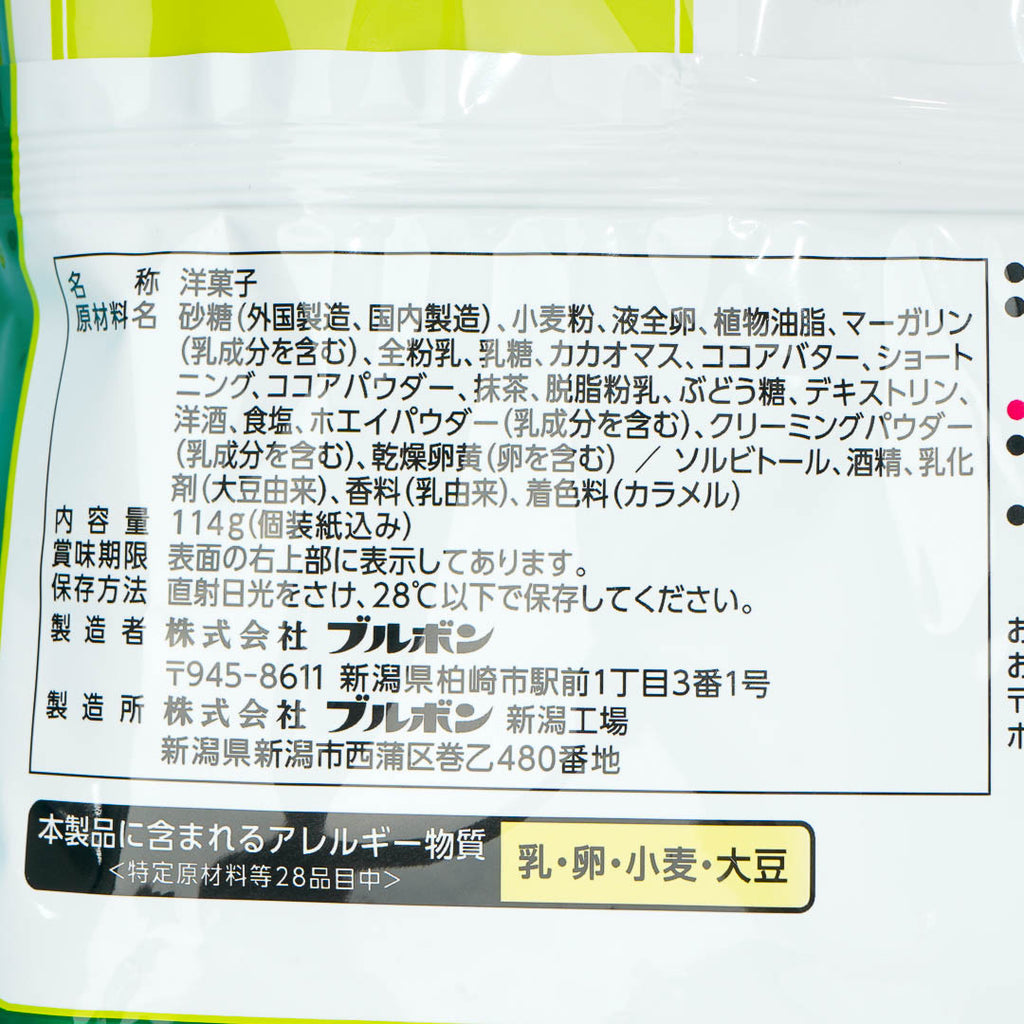 名称 洋菓子
原材料名 砂糖(外国製造、国内製造)、小麦粉、液全卵、植物油脂、マーガリン
(乳成分を含む)、全粉乳、乳糖、カカオマス、ココアバター、ショート
ニング、ココアパウダー、抹茶、脱脂粉乳、ぶどう糖、デキストリン、
洋酒、食塩、ホエイパウダー(乳成分を含む)、クリーミングパウダー
(乳成分を含む)、乾燥卵黄(卵を含む) / ソルビトール、酒精、乳化
剤(大豆由来)、香料(乳由来)、着色料(カラメル)
内容量 114g(個装紙込み)
賞味期限 表面の右上部に表示してあります。
保存方法 直射日光をさけ、28℃以下で保存してください。
製造者 株式会社 ブルボン
〒945-8611 新潟県柏崎市駅前1丁目3番1号
製造所 株式会社 ブルボン 新潟工場
新潟県新潟市西蒲区巻乙480番地
本製品に含まれるアレルギー物質
<特定原材料等28品目中>
乳・卵・小麦・大豆
お
お
〒
ホ